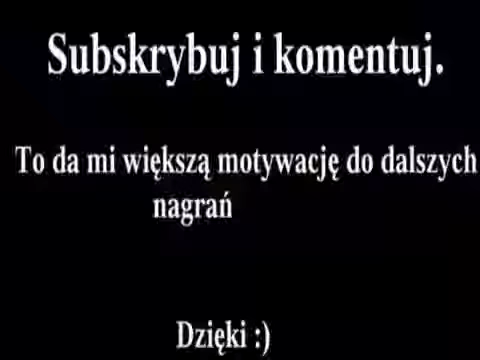 Subskrybuj i komentuj.
To da mi większą motywację do dalszych
nagrań
Dzięki :)